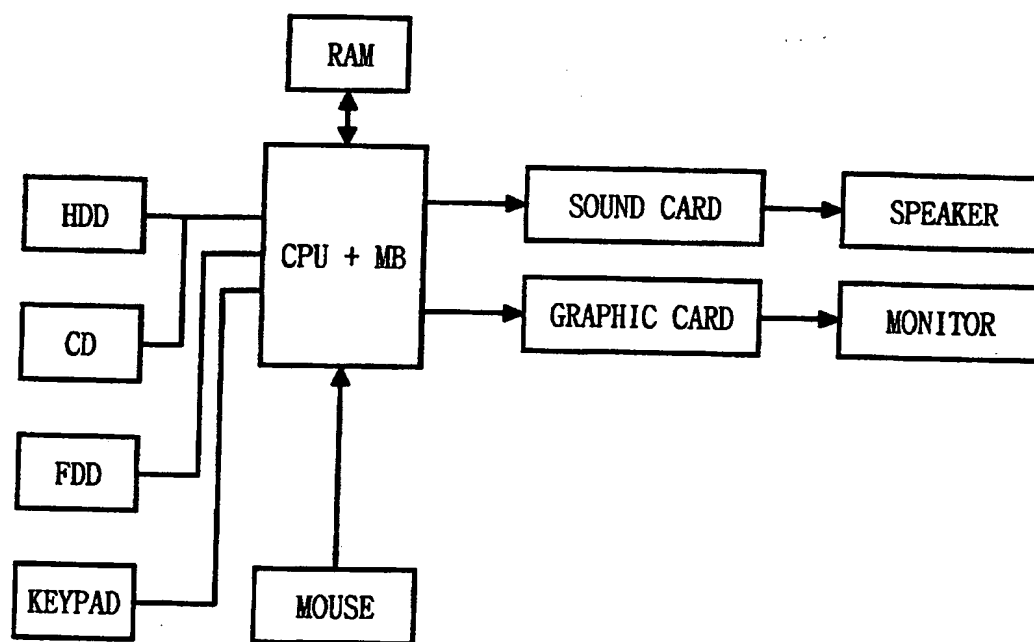 RAM
HDD
CPU + MB
SOUND CARD
SPEAKER
CD
GRAPHIC CARD
MONITOR
FDD
KEYPAD
MOUSE